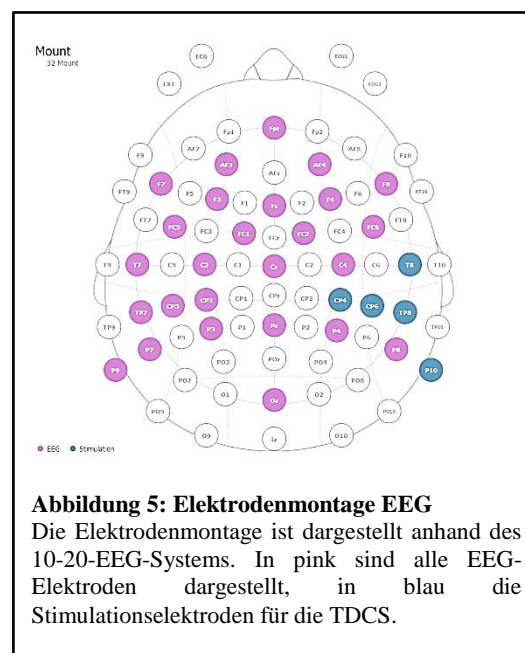 Mount
32 Mount
ECG EOG1
EXT EOG2
Fp1 Fpz Fp2
AF7 AF8
F9 AF3 AF4 F10
AFz
F7 F8
FT9 F5 F3 F1 Fz F2 F4 F6 FT10
FT7 FT8
FC5 FC3 FC1 FCz FC2 FC4 FC6
T9 T7 C5 C3 C1 Cz C2 C4 C6 T8 T10
TP7 CP5 CP3 CP1 CPz CP2 CP4 CP6 TP8
TP9 P5 P3 P1 Pz P2 P4 P6 TP10
P7 P8
P9 PO3 POz PO4 P10
PO7 PO8
O1 Oz O2
PO9 PO10
O9 Iz O10
EEG Stimulation
Abbildung 5: Elektrodenmontage EEG
Die Elektrodenmontage ist dargestellt anhand des
10-20-EEG-Systems. In pink sind alle EEG-
Elektroden dargestellt, in blau die
Stimulationselektroden für die TDCS.